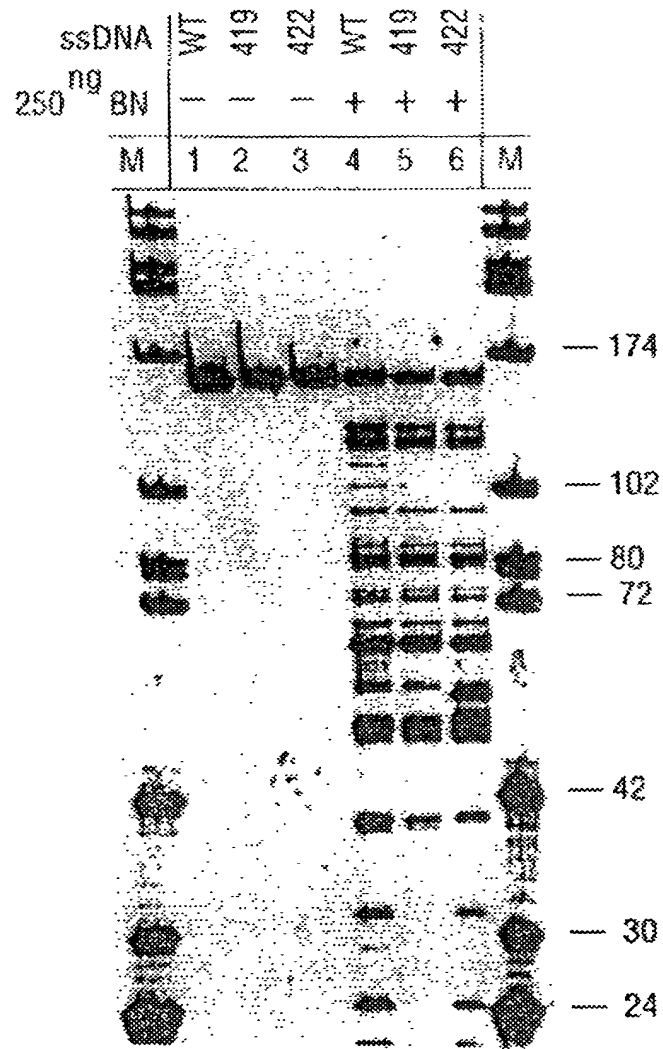 ssDNA WT 419 422 WT 419 422
250 ng BN — — — + + +
M 1 2 3 4 5 6 M
— 174
— 102
— 80
— 72
— 42
— 30
— 24